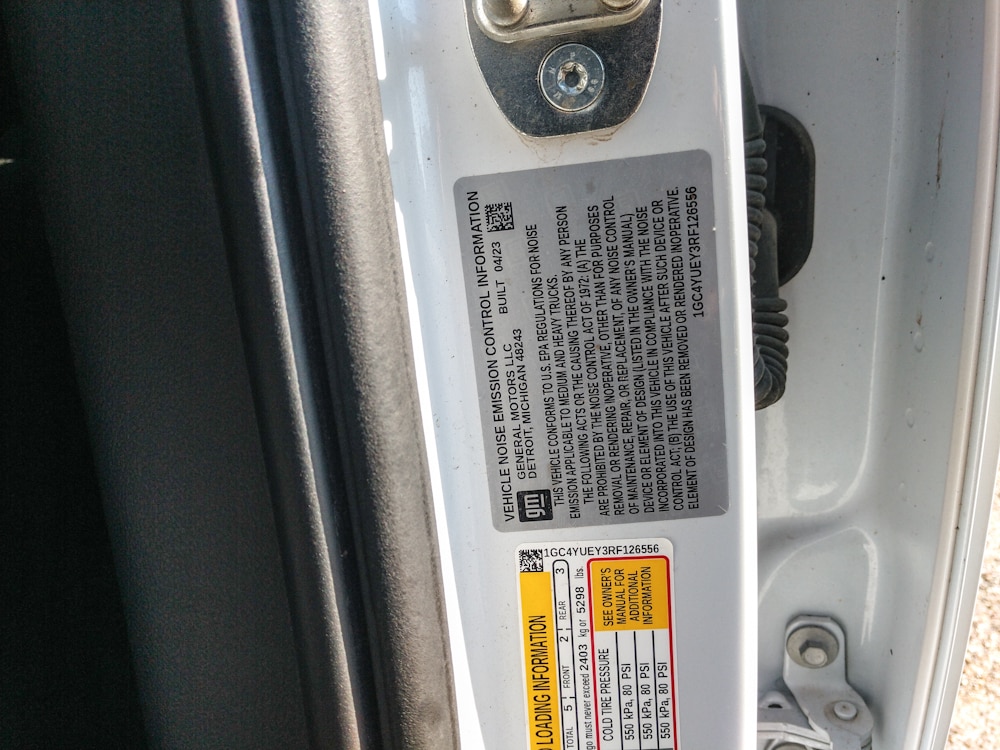 VEHICLE NOISE EMISSION CONTROL INFORMATION
gm
GENERAL MOTORS LLC
DETROIT, MICHIGAN 48243
BUILT 04/23
THIS VEHICLE CONFORMS TO U.S. EPA REGULATIONS FOR NOISE
EMISSION APPLICABLE TO MEDIUM AND HEAVY TRUCKS.
THE FOLLOWING ACTS OR THE CAUSING THEREOF BY ANY PERSON
ARE PROHIBITED BY THE NOISE CONTROL ACT OF 1972: (A) THE
REMOVAL OR RENDERING INOPERATIVE, OTHER THAN FOR PURPOSES
OF MAINTENANCE, REPAIR, OR REPLACEMENT, OF ANY NOISE CONTROL
DEVICE OR ELEMENT OF DESIGN (LISTED IN THE OWNER'S MANUAL)
INCORPORATED INTO THIS VEHICLE IN COMPLIANCE WITH THE NOISE
CONTROL ACT, (B) THE USE OF THIS VEHICLE AFTER SUCH DEVICE OR
ELEMENT OF DESIGN HAS BEEN REMOVED OR RENDERED INOPERATIVE.
1GC4YUEY3RF126556
1GC4YUEY3RF126556
LOADING INFORMATION
TOTAL 5 FRONT 2 REAR 3
must never exceed 2403 kg or 5298 lbs.
COLD TIRE PRESSURE
550 kPa, 80 PSI
550 kPa, 80 PSI
550 kPa, 80 PSI
SEE OWNER'S
MANUAL FOR
ADDITIONAL
INFORMATION